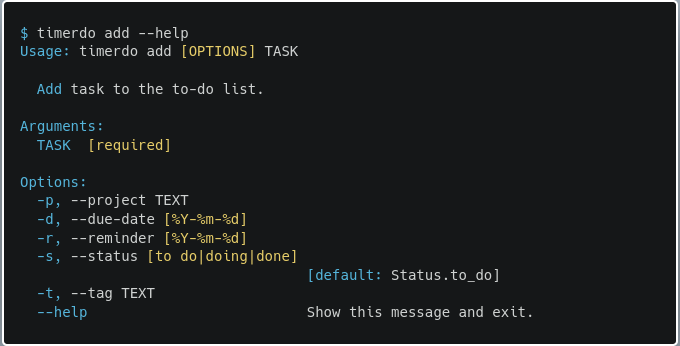 $ timerdo add --help
Usage: timerdo add [OPTIONS] TASK
Add task to the to-do list.
Arguments:
TASK  [required]
Options:
-p, --project TEXT
-d, --due-date [%Y-%m-%d]
-r, --reminder [%Y-%m-%d]
-s, --status [to do|doing|done]
[default: Status.to_do]
-t, --tag TEXT
--help                          Show this message and exit.